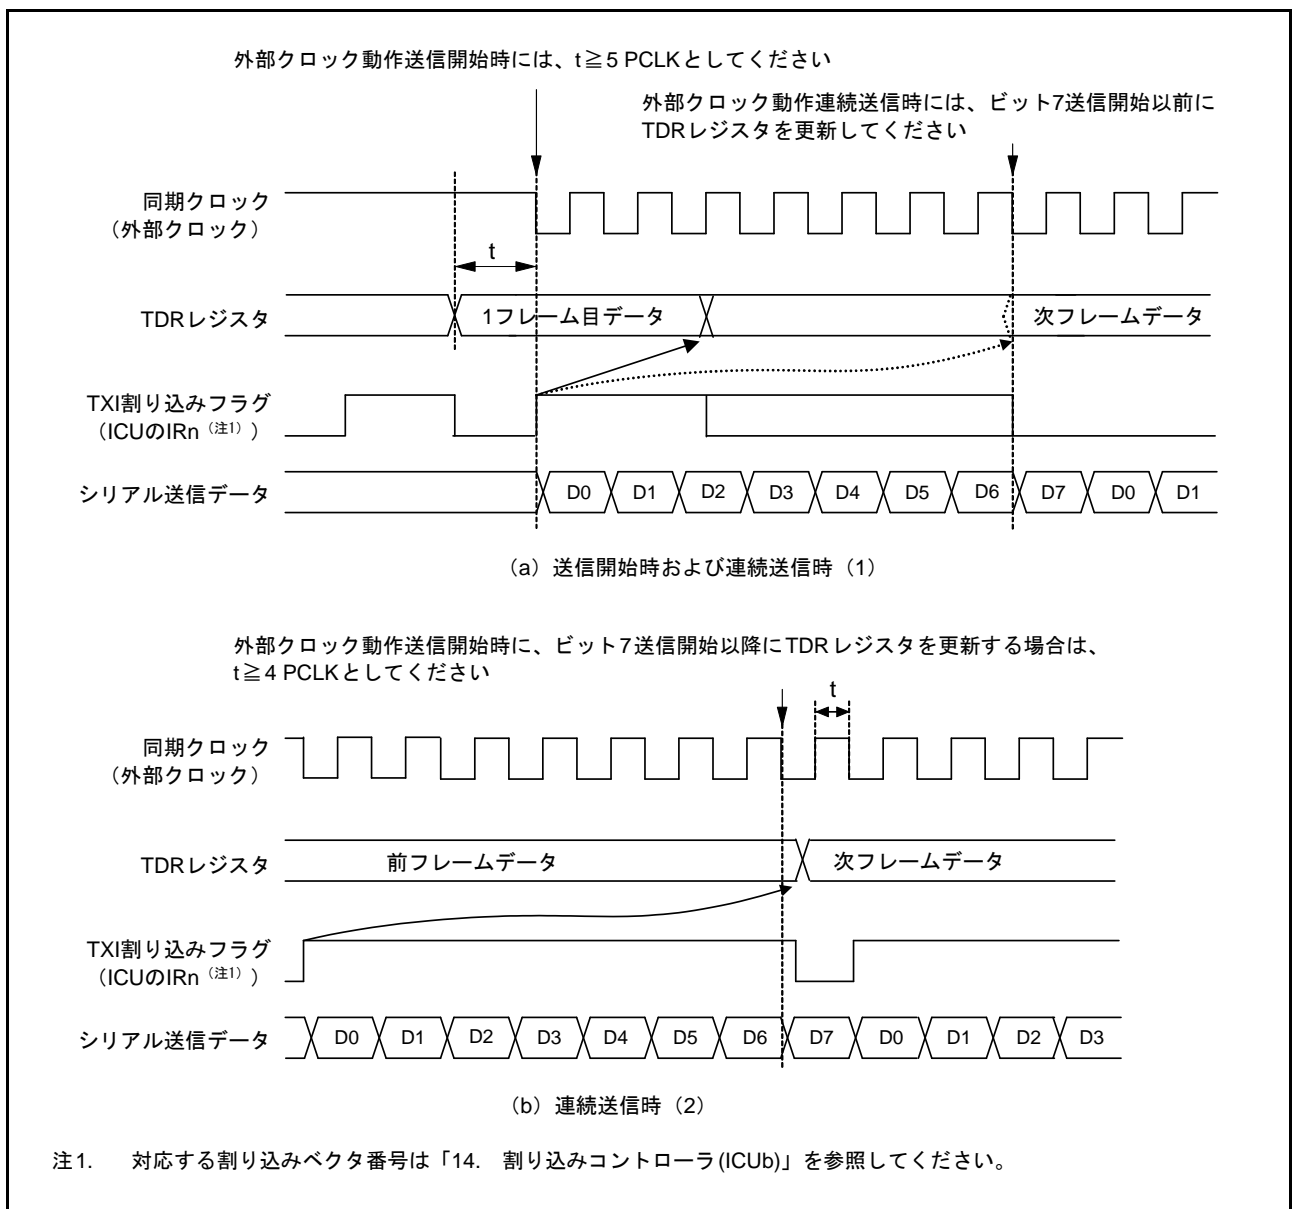 外部クロック動作送信開始時には、t≧5 PCLKとしてください
外部クロック動作連続送信時には、ビット7送信開始以前に
TDRレジスタを更新してください
同期クロック
（外部クロック）
t
TDRレジスタ
1フレーム目データ
次フレームデータ
TXI割り込みフラグ
（ICUのIRn（注1））
シリアル送信データ
D0 D1 D2 D3 D4 D5 D6 D7 D0 D1
（a）送信開始時および連続送信時（1）
外部クロック動作送信開始時に、ビット7送信開始以降にTDRレジスタを更新する場合は、
t≧4 PCLKとしてください
t
同期クロック
（外部クロック）
TDRレジスタ
前フレームデータ
次フレームデータ
TXI割り込みフラグ
（ICUのIRn（注1））
シリアル送信データ
D0 D1 D2 D3 D4 D5 D6 D7 D0 D1 D2 D3
（b）連続送信時（2）
注1. 対応する割り込みベクタ番号は「14. 割り込みコントローラ(ICUb)」を参照してください。